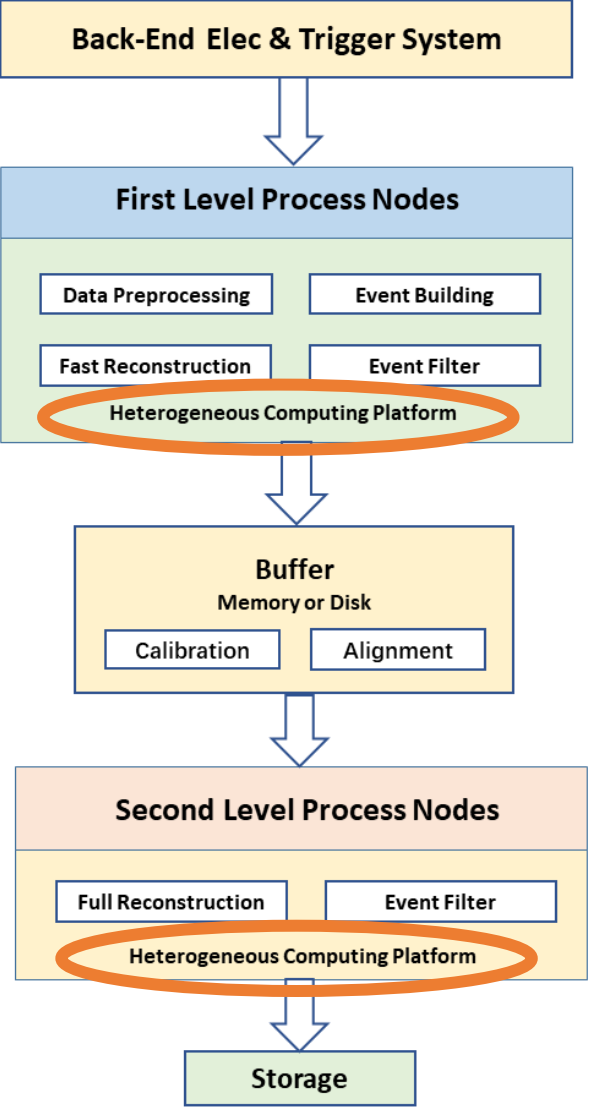 Back-End Elec & Trigger System
First Level Process Nodes
Data Preprocessing
Event Building
Fast Reconstruction
Event Filter
Heterogeneous Computing Platform
Buffer
Memory or Disk
Calibration
Alignment
Second Level Process Nodes
Full Reconstruction
Event Filter
Heterogeneous Computing Platform
Storage